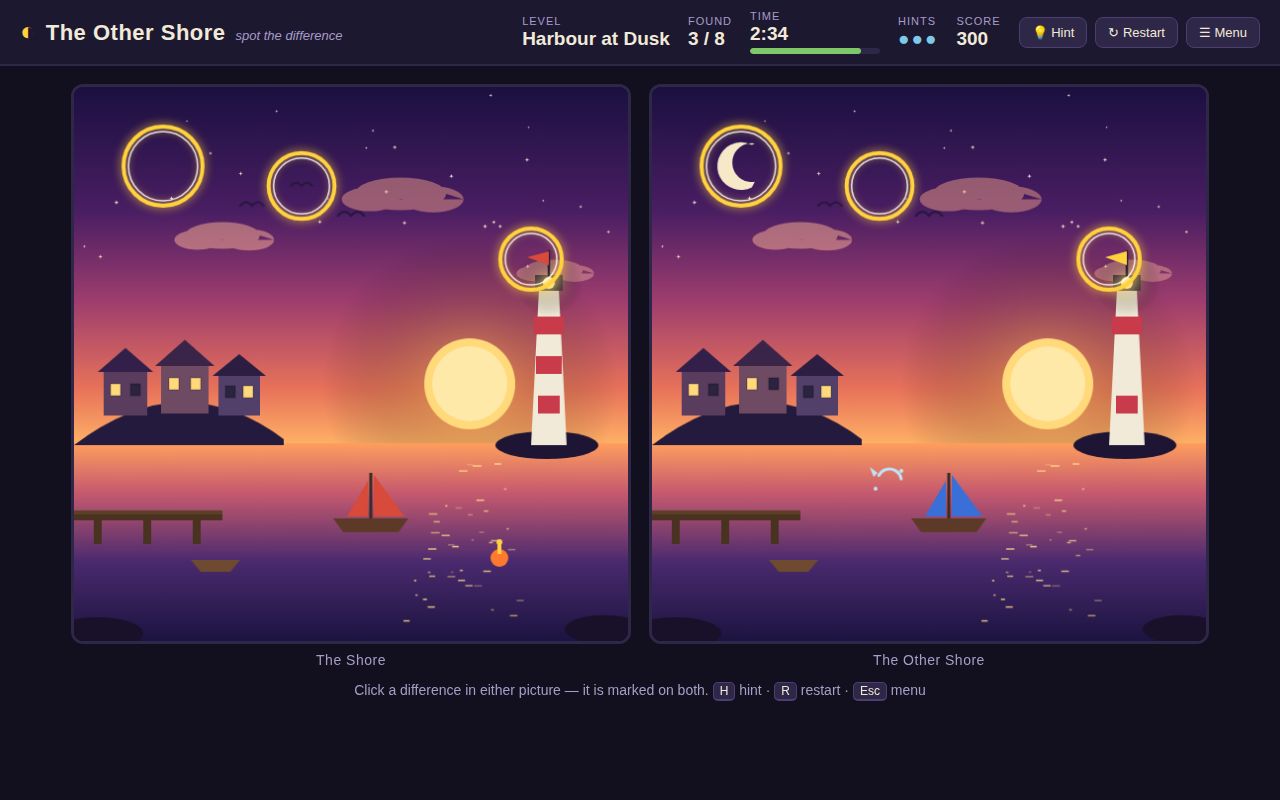 The Other Shore spot the difference
LEVEL
Harbour at Dusk
FOUND
3 / 8
TIME
2:34
HINTS
SCORE
300
Hint
Restart
Menu
The Shore
The Other Shore
Click a difference in either picture — it is marked on both. H hint · R restart · Esc menu